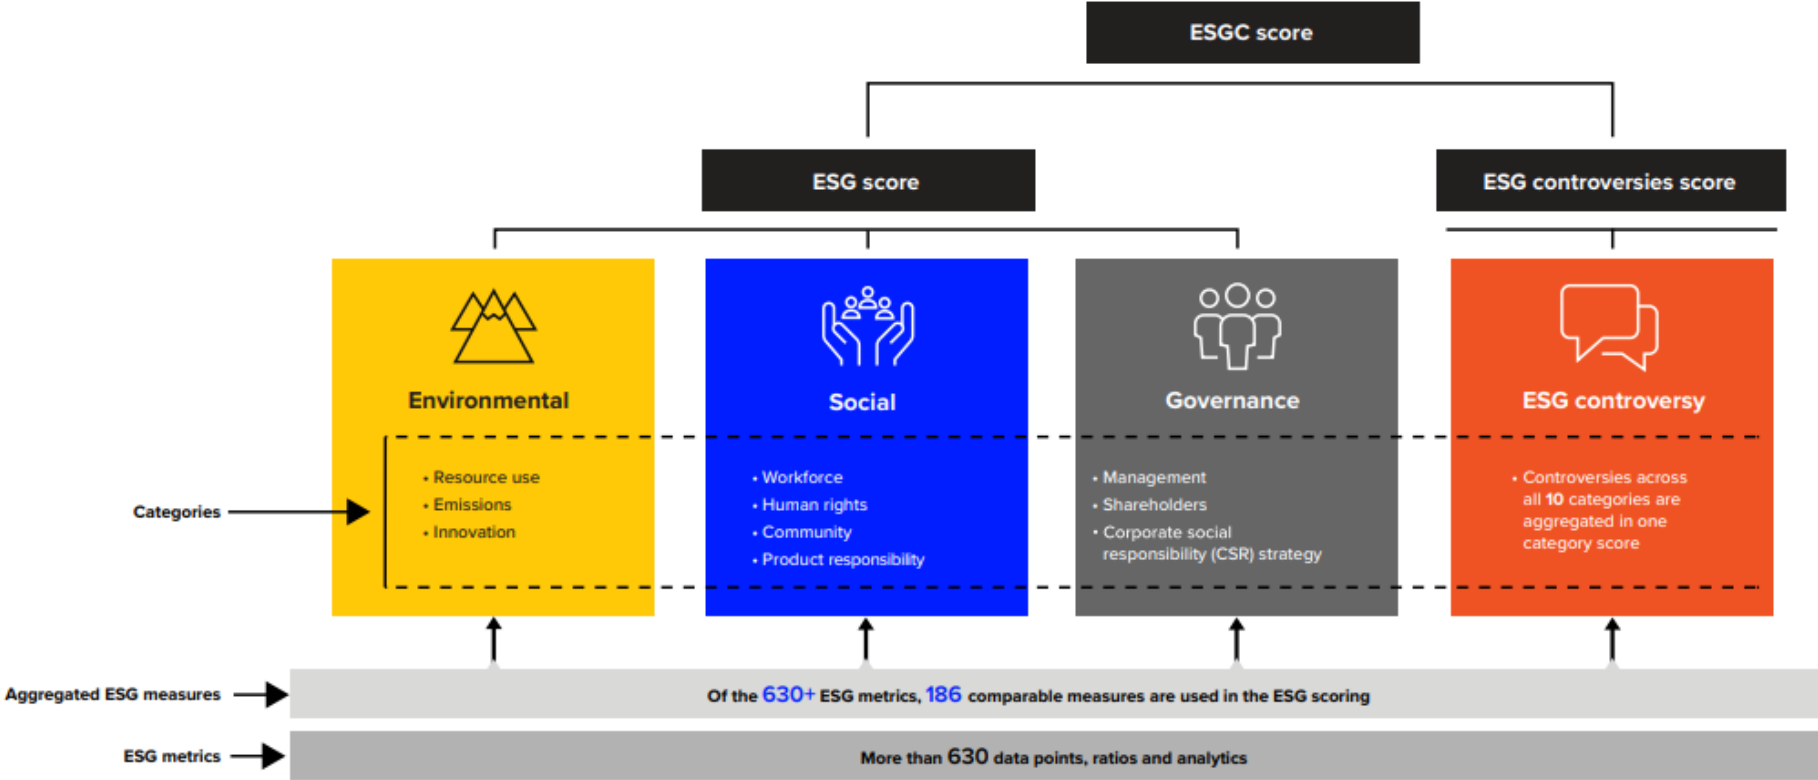 ESGC score
ESG score
ESG controversies score
Environmental
Social
Governance
ESG controversy
Categories
• Resource use
• Emissions
• Innovation
• Workforce
• Human rights
• Community
• Product responsibility
• Management
• Shareholders
• Corporate social
responsibility (CSR) strategy
• Controversies across
all 10 categories are
aggregated in one
category score
Aggregated ESG measures
Of the 630+ ESG metrics, 186 comparable measures are used in the ESG scoring
ESG metrics
More than 630 data points, ratios and analytics